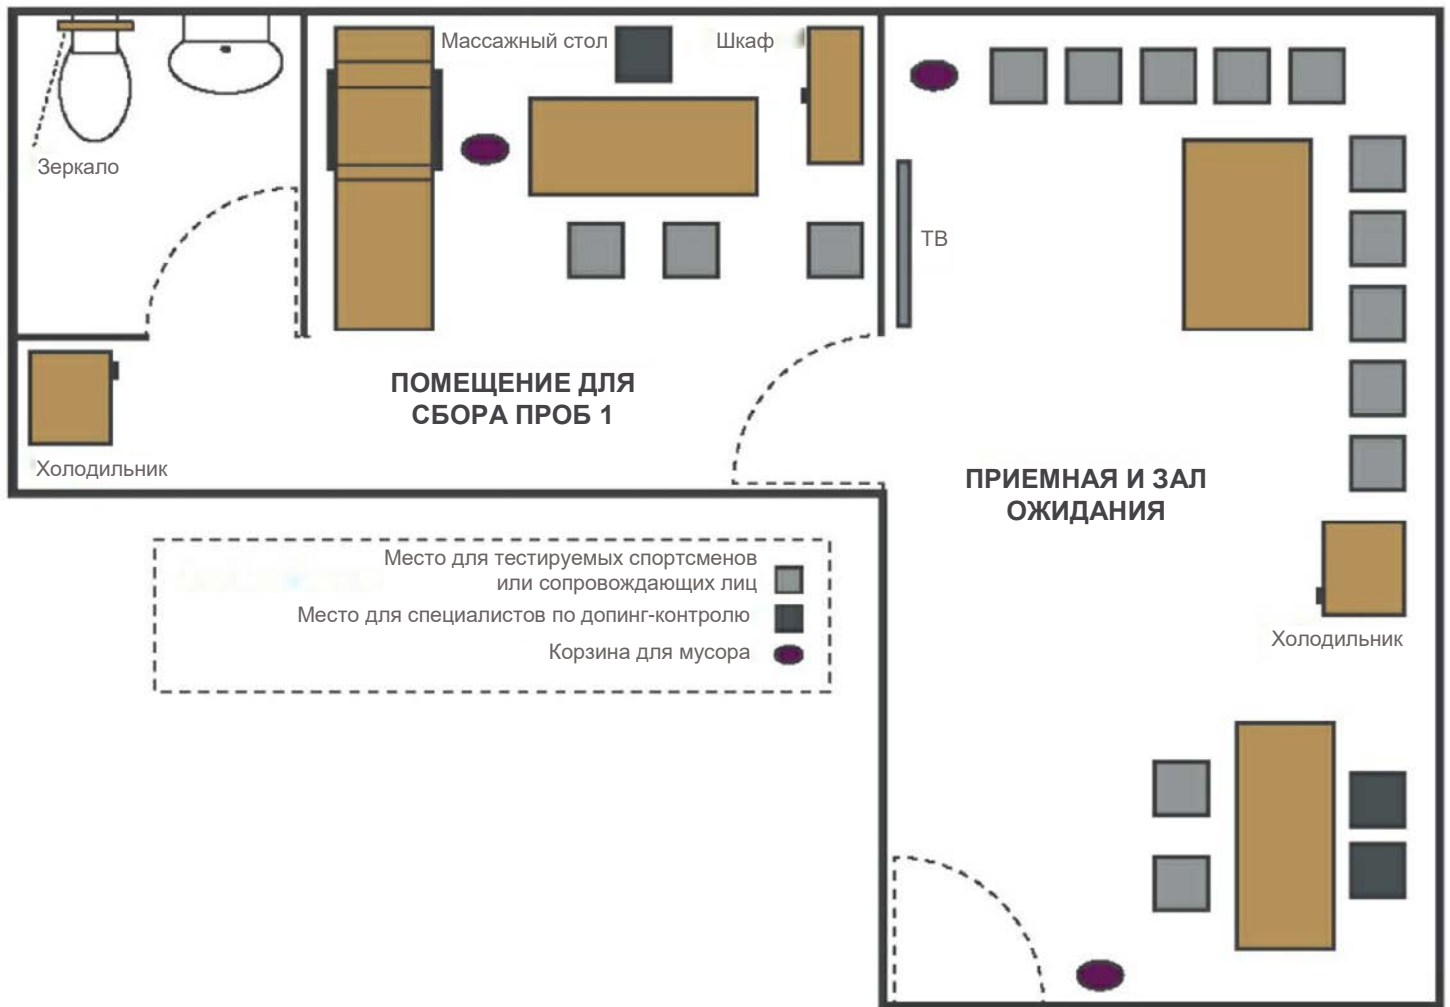 Массажный стол
Шкаф
Зеркало
ТВ
ПОМЕЩЕНИЕ ДЛЯ
СБОРА ПРОБ 1
Холодильник
ПРИЕМНАЯ И ЗАЛ
ОЖИДАНИЯ
Место для тестируемых спортсменов
или сопровождающих лиц
Место для специалистов по допинг-контролю
Корзина для мусора
Холодильник